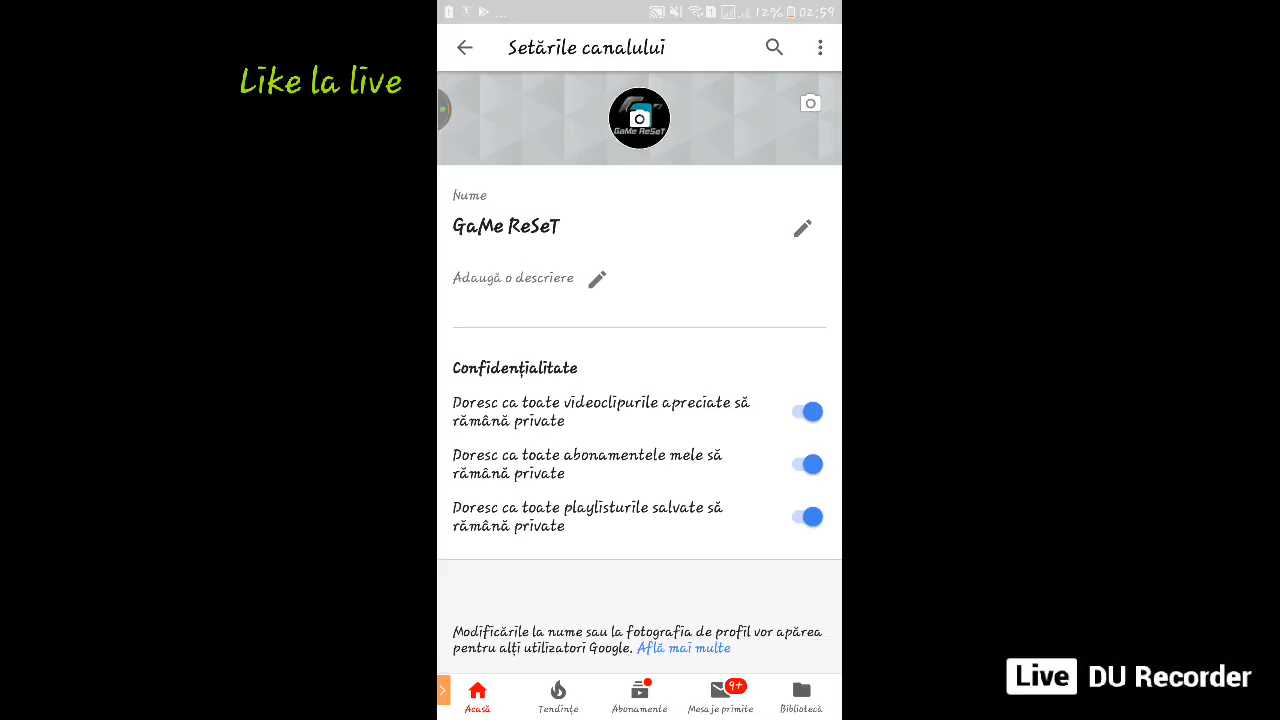 ... 1 12% 02:59
Setările canalului
Like la live
GaMe ReSeT
Nume
GaMe ReSeT
Adaugă o descriere
Confidențialitate
Doresc ca toate videoclipurile apreciate să
rămână private
Doresc ca toate abonamentele mele să
rămână private
Doresc ca toate playlisturile salvate să
rămână private
Modificările la nume sau la fotografia de profil vor apărea
pentru alți utilizatori Google. Află mai multe
Live DU Recorder
9+
Acasă Tendințe Abonamente Mesaje primite Bibliotecă